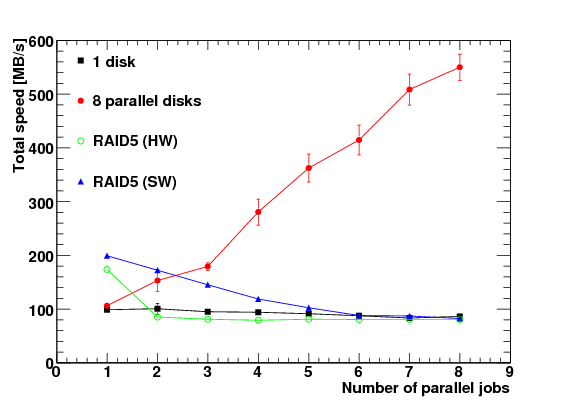 Total speed [MB/s]
600
500
400
300
200
100
0
1 disk
8 parallel disks
RAID5 (HW)
RAID5 (SW)
0 1 2 3 4 5 6 7 8 9
Number of parallel jobs